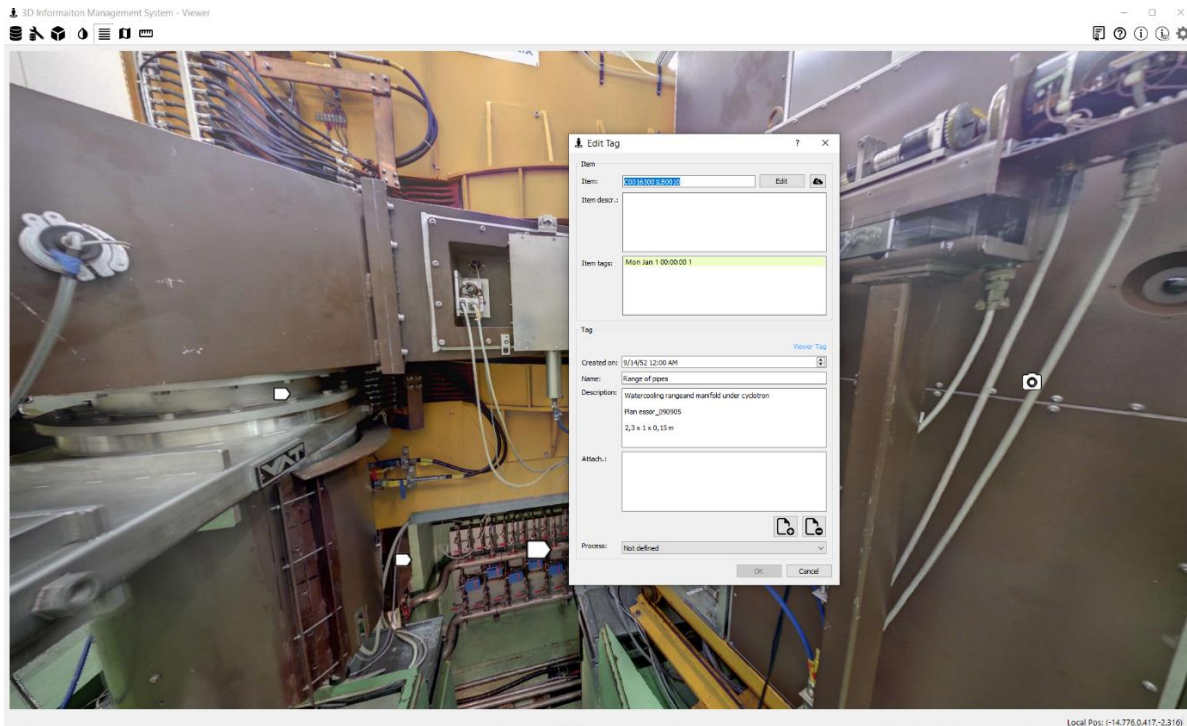 3D Informaiton Management System - Viewer
Edit Tag
?
Item
Item:
Edit
Item descr.:
Item tags:
Mon Jan 1 00:00:00 1
Tag
Viewer Tag
Created on:
9/14/52 12:00 AM
Name:
Range of pipes
Description:
Watercooling rangeand manifold under cyclotron
Plan essor_090905
2,3 x 1 x 0,15 m
Attach.:
Process:
Not defined
OK
Cancel
VAT
Local Pos: (-14.776,0.417,-2.316)